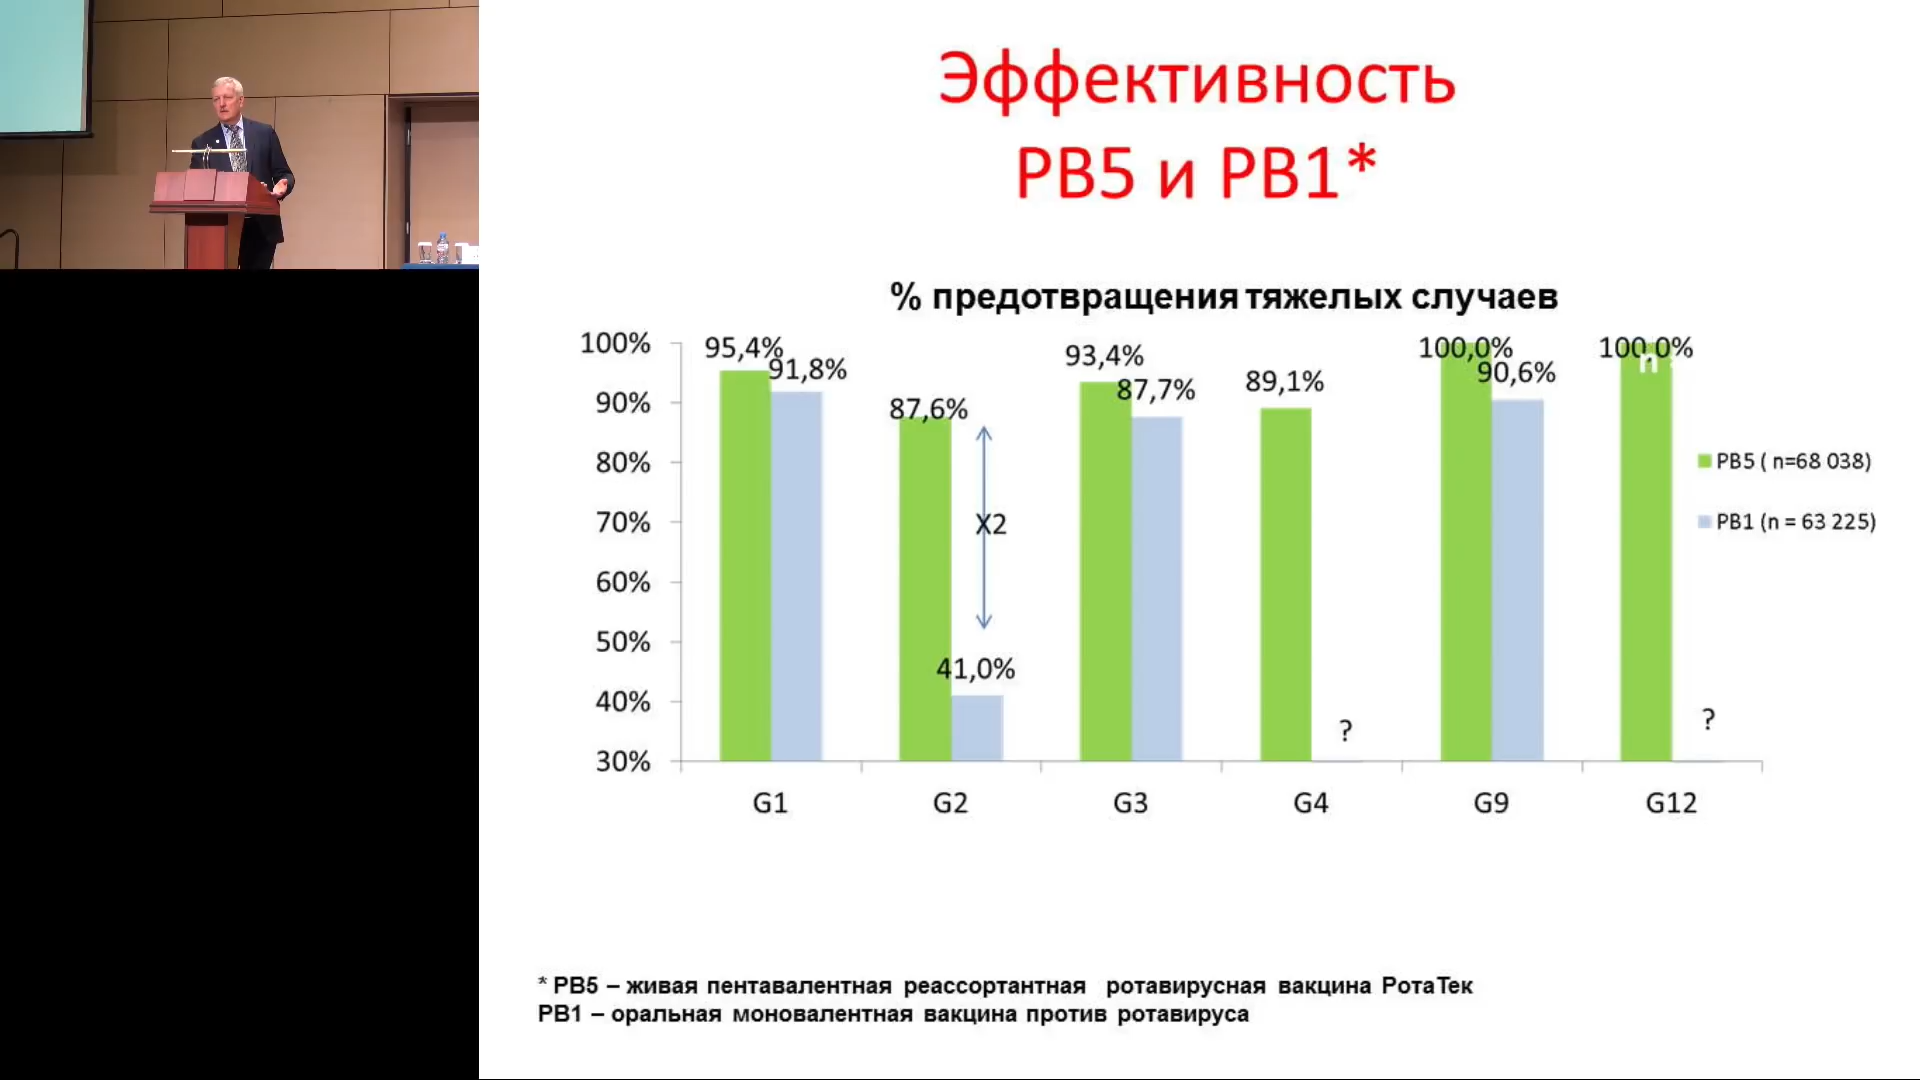 Эффективность
РВ5 и РВ1*
% предотвращения тяжелых случаев
100%
90%
80%
70%
60%
50%
40%
30%
95,4%
91,8%
87,6%
X2
41,0%
93,4%
87,7%
89,1%
?
100,0%
90,6%
100,0%
n
?
G1
G2
G3
G4
G9
G12
РВ5 ( n=68 038)
РВ1 (n = 63 225)
* РВ5 – живая пентавалентная реассортантная ротавирусная вакцина РотаТек
РВ1 – оральная моновалентная вакцина против ротавируса